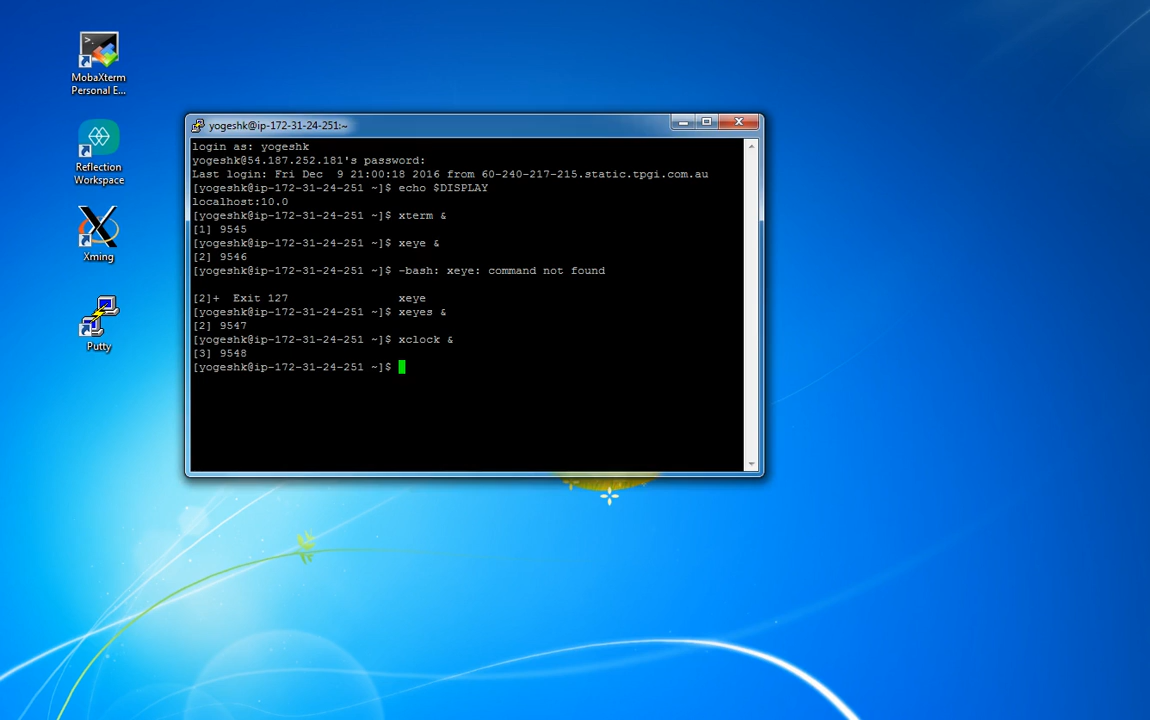 MobaXterm
Personal E...
Reflection
Workspace
Xming
Putty
yogeshk@ip-172-31-24-251:~
login as: yogeshk
yogeshk@54.187.252.181's password:
Last login: Fri Dec  9 21:00:18 2016 from 60-240-217-215.static.tpgi.com.au
[yogeshk@ip-172-31-24-251 ~]$ echo $DISPLAY
localhost:10.0
[yogeshk@ip-172-31-24-251 ~]$ xterm &
[1] 9545
[yogeshk@ip-172-31-24-251 ~]$ xeye &
[2] 9546
[yogeshk@ip-172-31-24-251 ~]$ -bash: xeye: command not found
[2]+  Exit 127                xeye
[yogeshk@ip-172-31-24-251 ~]$ xeyes &
[2] 9547
[yogeshk@ip-172-31-24-251 ~]$ xclock &
[3] 9548
[yogeshk@ip-172-31-24-251 ~]$